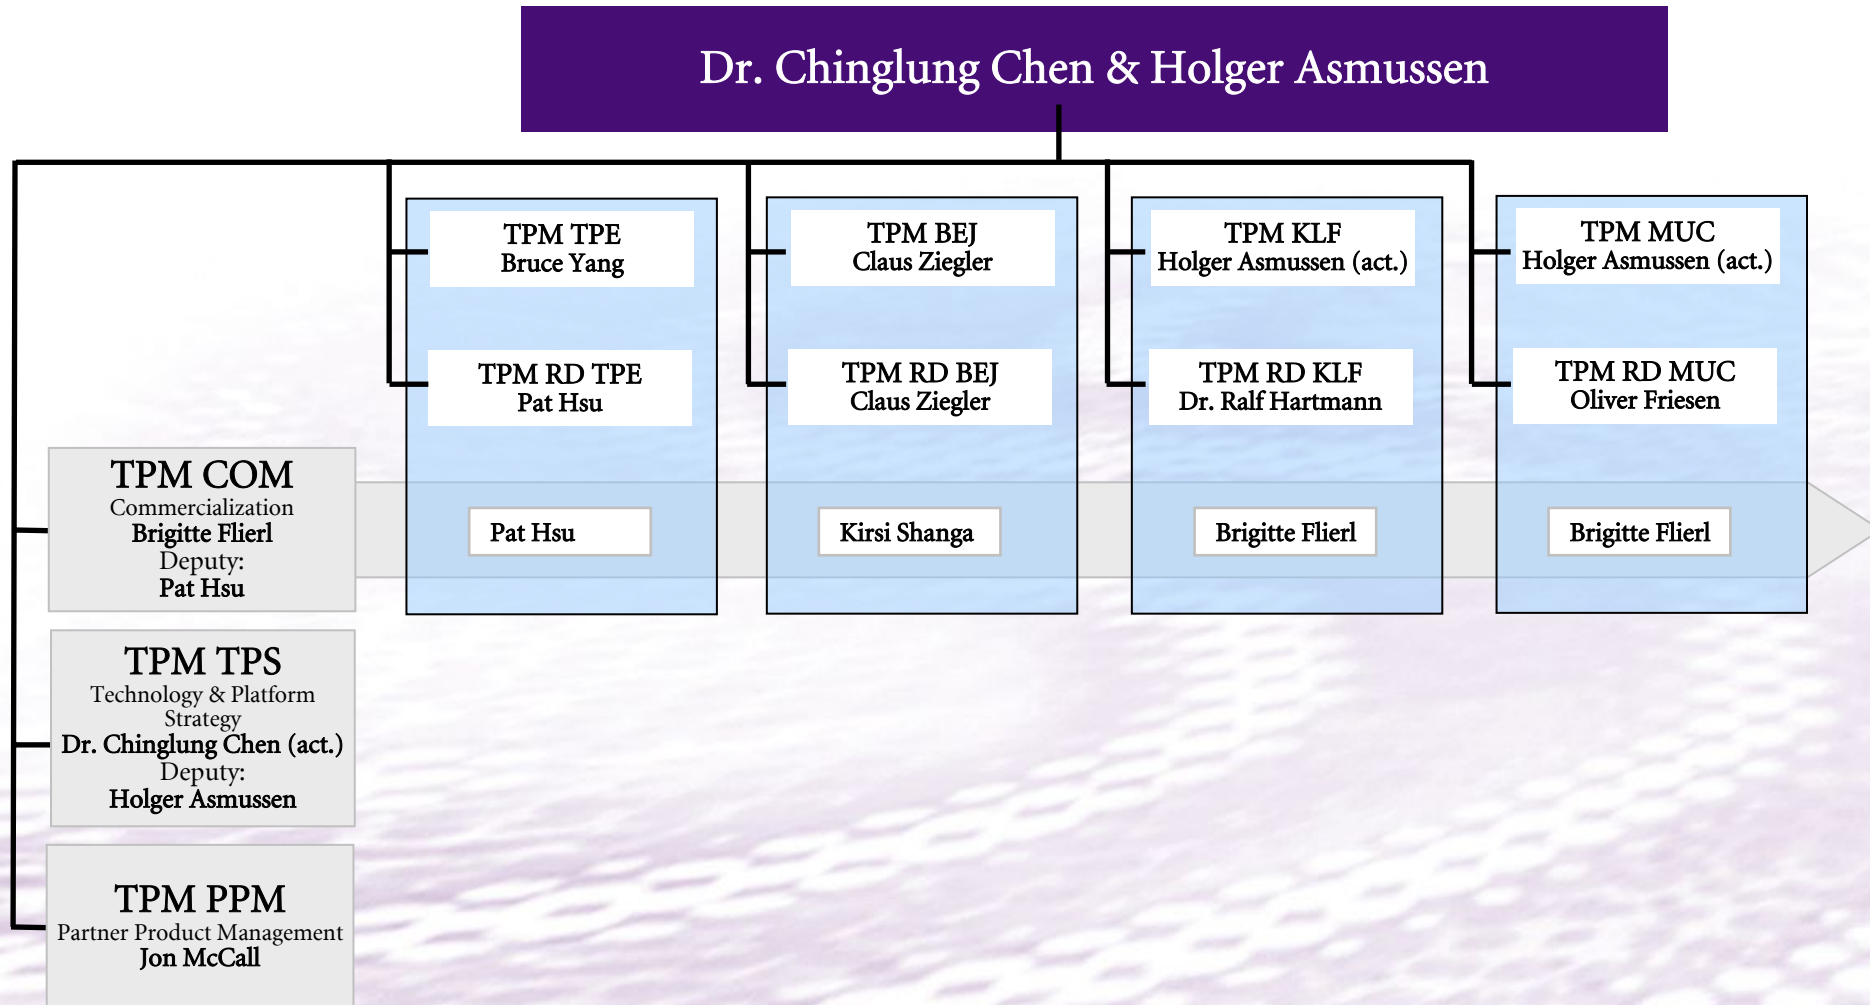 Dr. Chinglung Chen & Holger Asmussen
TPM TPE
Bruce Yang
TPM RD TPE
Pat Hsu
TPM BEJ
Claus Ziegler
TPM RD BEJ
Claus Ziegler
TPM KLF
Holger Asmussen (act.)
TPM RD KLF
Dr. Ralf Hartmann
TPM MUC
Holger Asmussen (act.)
TPM RD MUC
Oliver Friesen
TPM COM
Commercialization
Brigitte Flierl
Deputy:
Pat Hsu
Pat Hsu
Kirsi Shanga
Brigitte Flierl
Brigitte Flierl
TPM TPS
Technology & Platform
Strategy
Dr. Chinglung Chen (act.)
Deputy:
Holger Asmussen
TPM PPM
Partner Product Management
Jon McCall